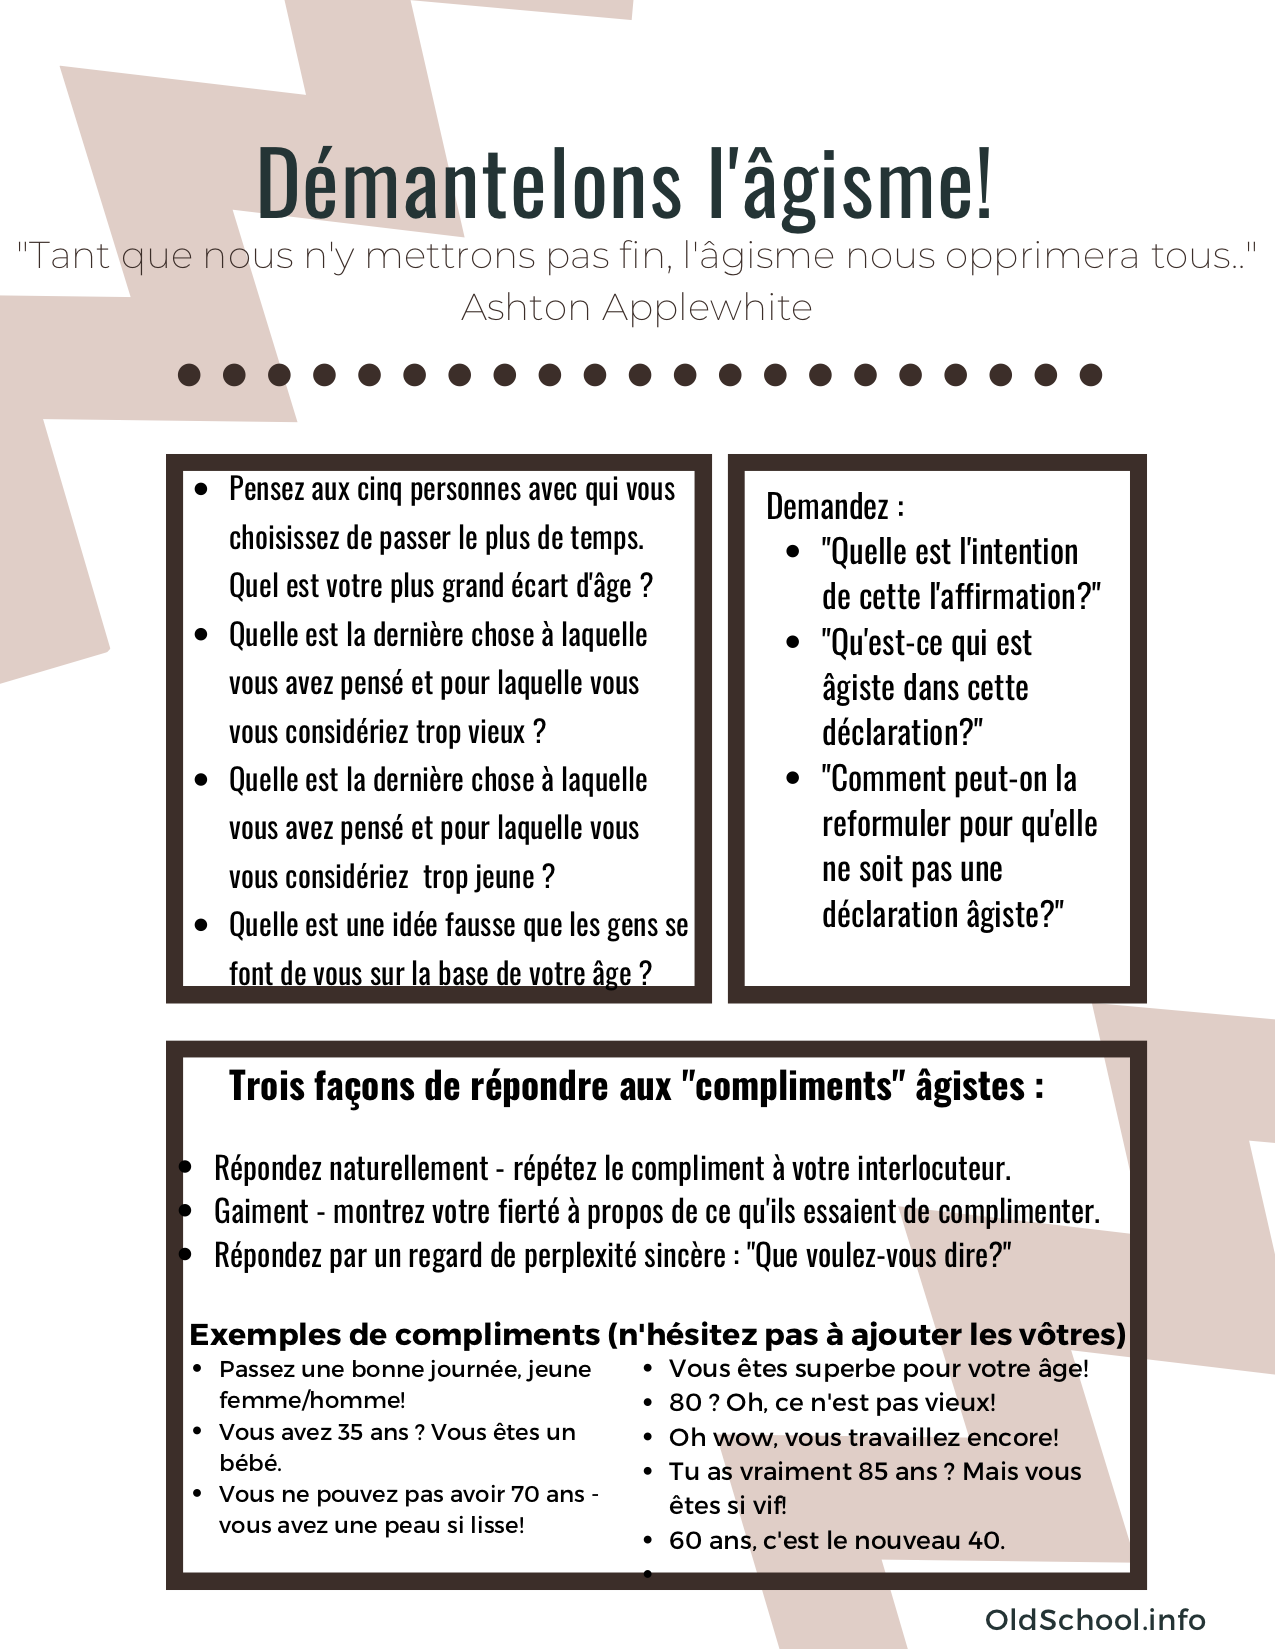 Démantelons l'âgisme!
"Tant que nous n'y mettrons pas fin, l'âgisme nous opprimera tous.."
Ashton Applewhite
• Pensez aux cinq personnes avec qui vous
choisissez de passer le plus de temps.
Quel est votre plus grand écart d'âge ?
• Quelle est la dernière chose à laquelle
vous avez pensé et pour laquelle vous
vous considériez trop vieux ?
• Quelle est la dernière chose à laquelle
vous avez pensé et pour laquelle vous
vous considériez  trop jeune ?
• Quelle est une idée fausse que les gens se
font de vous sur la base de votre âge ?
Demandez :
• "Quelle est l'intention
de cette l'affirmation?"
• "Qu'est-ce qui est
âgiste dans cette
déclaration?"
• "Comment peut-on la
reformuler pour qu'elle
ne soit pas une
déclaration âgiste?"
Trois façons de répondre aux "compliments" âgistes :
• Répondez naturellement - répétez le compliment à votre interlocuteur.
• Gaiment - montrez votre fierté à propos de ce qu'ils essaient de complimenter.
• Répondez par un regard de perplexité sincère : "Que voulez-vous dire?"
Exemples de compliments (n'hésitez pas à ajouter les vôtres)
• Passez une bonne journée, jeune
femme/homme!
• Vous avez 35 ans ? Vous êtes un
bébé.
• Vous ne pouvez pas avoir 70 ans -
vous avez une peau si lisse!
• Vous êtes superbe pour votre âge!
• 80 ? Oh, ce n'est pas vieux!
• Oh wow, vous travaillez encore!
• Tu as vraiment 85 ans ? Mais vous
êtes si vif!
• 60 ans, c'est le nouveau 40.
•
OldSchool.info